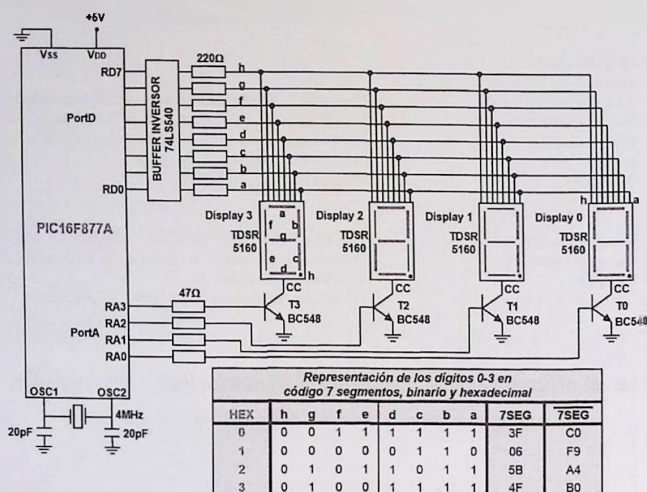 +5V
Vss VDD
220Ω
RD7 h
g
f
PortD e
d
c
b
RD0 a
BUFFER INVERSOR
74LS540
PIC16F877A
Display 3 Display 2 Display 1 Display 0
h a
TDSR TDSR TDSR TDSR
5160 5160 5160 5160
a
f b
g
e c
d h
CC CC CC CC
47Ω
T3 T2 T1 T0
BC548 BC548 BC548
RA3
RA2
PortA RA1
RA0
OSC1 OSC2
4MHz
20pF 20pF
Representación de los dígitos 0-3 en
código 7 segmentos, binario y hexadecimal
HEX h g f e d c b a 7SEG 7SEG
0 0 0 1 1 1 1 1 1 3F C0
1 0 0 0 0 0 1 1 0 06 F9
2 0 1 0 1 1 0 1 1 5B A4
3 0 1 0 0 1 1 1 1 4F B0